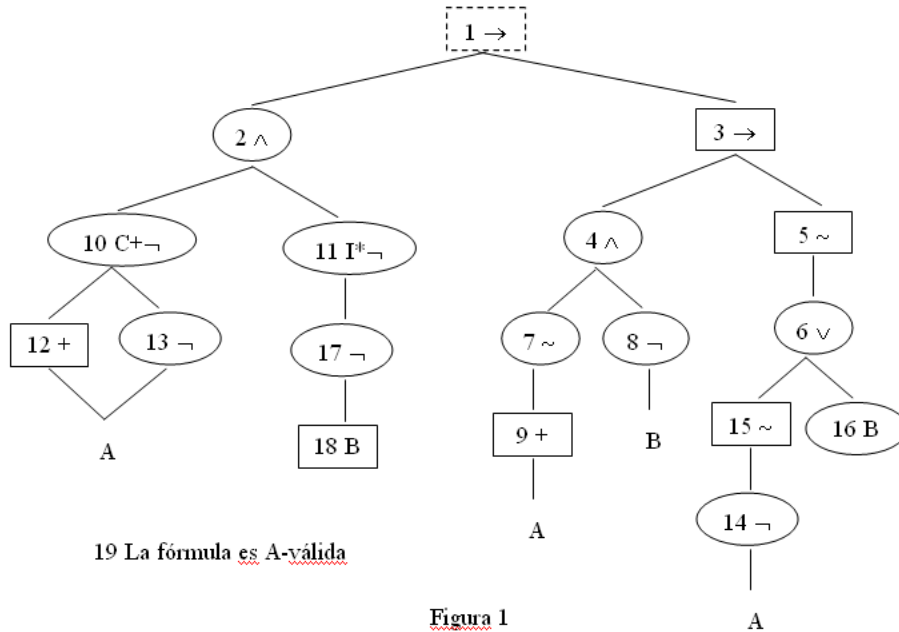 1 →
2 ∧
3 →
10 C+¬
11 I*¬
4 ∧
5 ~
12 +
13 ¬
17 ¬
7 ~
8 ¬
6 ∨
A
18 B
9 +
B
15 ~
16 B
A
14 ¬
19 La fórmula es A-válida
A
Figura 1